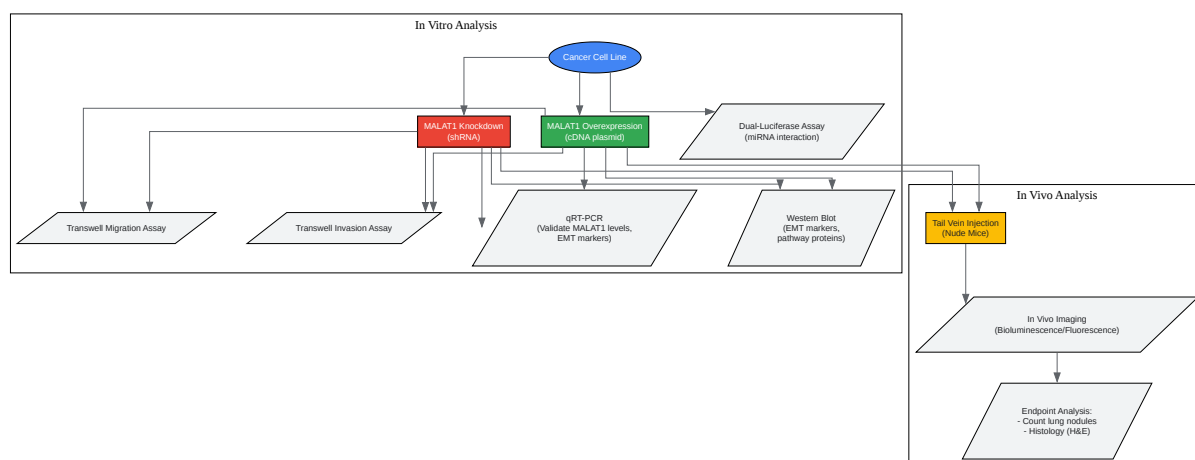 In Vitro Analysis
Cancer Cell Line
MALAT1 Knockdown
(shRNA)
MALAT1 Overexpression
(cDNA plasmid)
Dual-Luciferase Assay
(miRNA interaction)
Transwell Migration Assay
Transwell Invasion Assay
qRT-PCR
(Validate MALAT1 levels,
EMT markers)
Western Blot
(EMT markers,
pathway proteins)
In Vivo Analysis
Tail Vein Injection
(Nude Mice)
In Vivo Imaging
(Bioluminescence/Fluorescence)
Endpoint Analysis:
- Count lung nodules
- Histology (H&E)